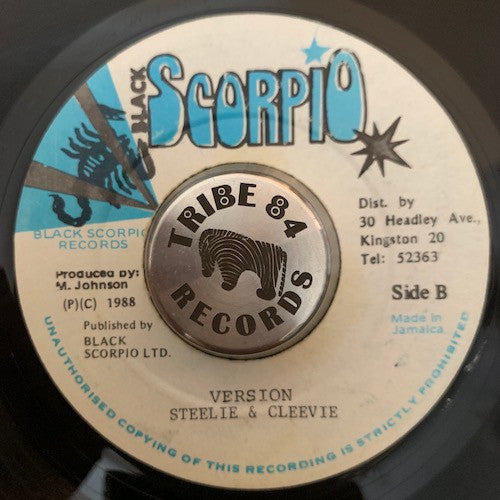 BLACK
SCORPIO
BLACK SCORPIO
RECORDS
Produced by:
M. Johnson
(P)(C) 1988
Published by
BLACK
SCORPIO LTD.
TRIBE 84
RECORDS
Dist. by
30 Headley Ave.,
Kingston 20
Tel: 52363
Side B
Made in
Jamaica
VERSION
STEELIE & CLEEVIE
UNAUTHORISED COPYING OF THIS RECORDING IS STRICTLY PROHIBITED